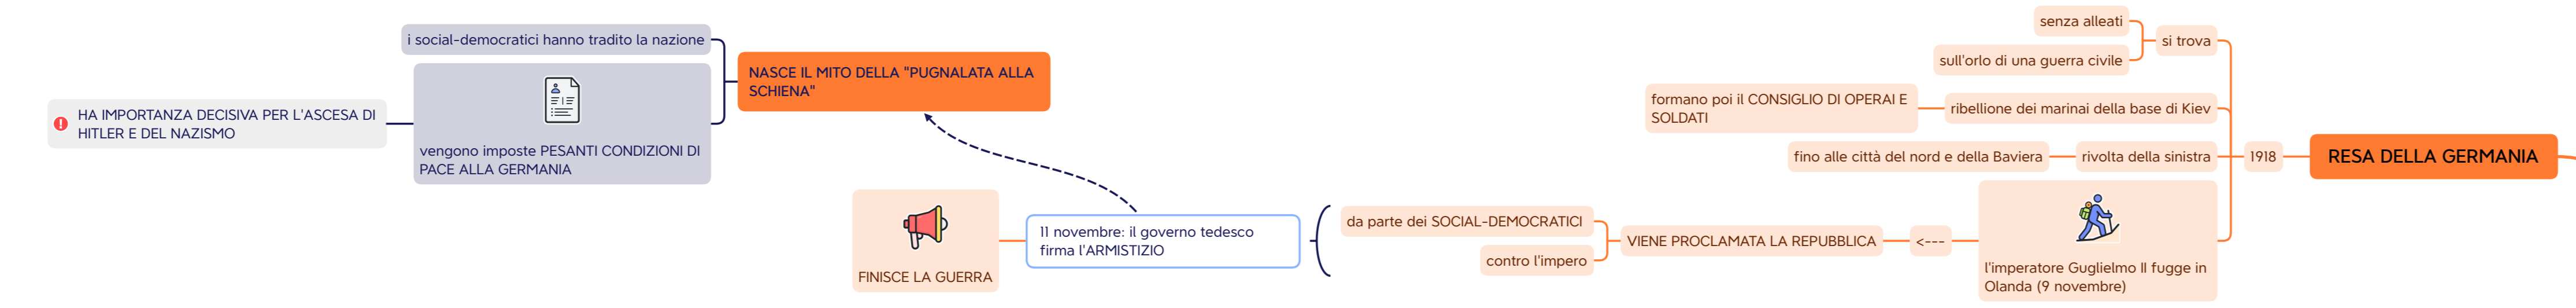 RESA DELLA GERMANIA
1918
si trova
senza alleati
sull'orlo di una guerra civile
ribellione dei marinai della base di Kiev
formano poi il CONSIGLIO DI OPERAI E
SOLDATI
rivolta della sinistra
fino alle città del nord e della Baviera
l'imperatore Guglielmo II fugge in
Olanda (9 novembre)
<---
VIENE PROCLAMATA LA REPUBBLICA
da parte dei SOCIAL-DEMOCRATICI
contro l'impero
11 novembre: il governo tedesco
firma l'ARMISTIZIO
FINISCE LA GUERRA
NASCE IL MITO DELLA "PUGNALATA ALLA
SCHIENA"
i social-democratici hanno tradito la nazione
vengono imposte PESANTI CONDIZIONI DI
PACE ALLA GERMANIA
HA IMPORTANZA DECISIVA PER L'ASCESA DI
HITLER E DEL NAZISMO